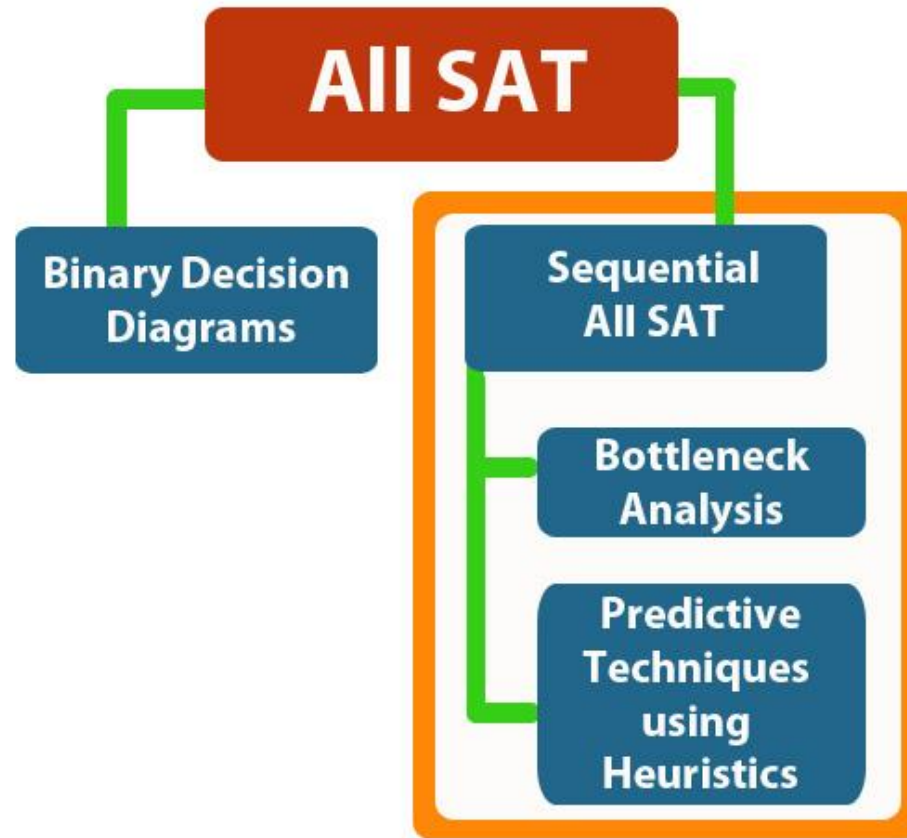 All SAT
Binary Decision
Diagrams
Sequential
All SAT
Bottleneck
Analysis
Predictive
Techniques
using
Heuristics